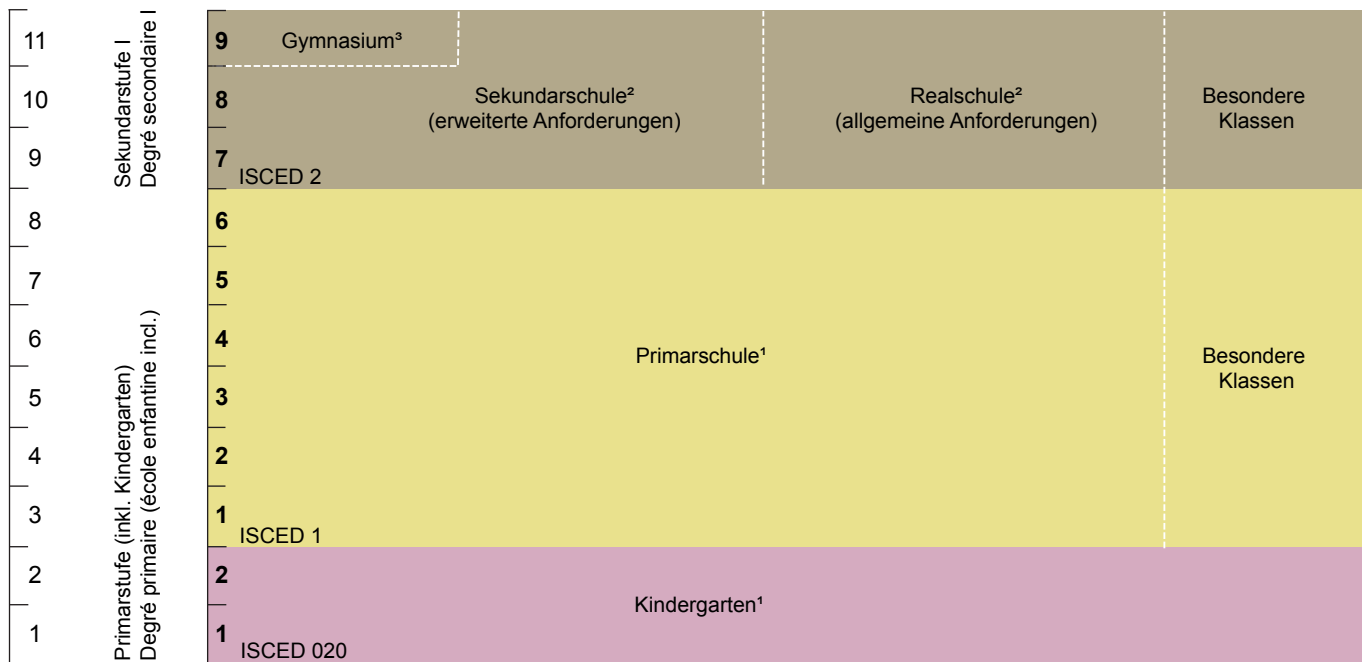 11
10
9
8
7
6
5
4
3
2
1
Sekundarstufe I
Degré secondaire I
Primarstufe (inkl. Kindergarten)
Degré primaire (école enfantine incl.)
9
8
7
6
5
4
3
2
1
2
1
Gymnasium³
Sekundarschule²
(erweiterte Anforderungen)
Realschule²
(allgemeine Anforderungen)
Besondere
Klassen
ISCED 2
Primarschule¹
Besondere
Klassen
ISCED 1
Kindergarten¹
ISCED 020